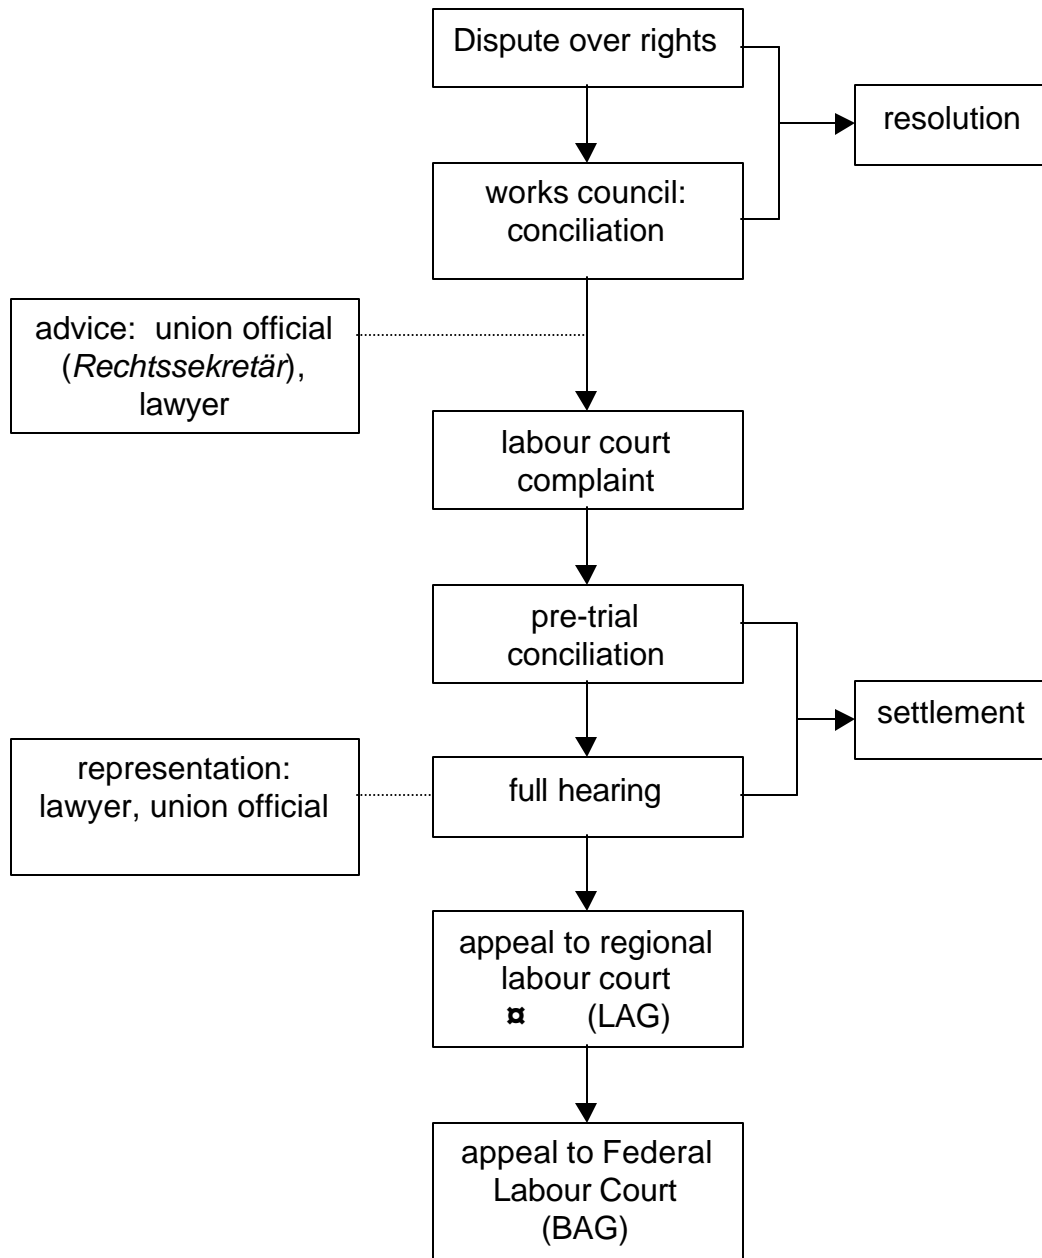 Dispute over rights
resolution
works council:
conciliation
advice:  union official
(Rechtssekretär),
lawyer
labour court
complaint
pre-trial
conciliation
settlement
representation:
lawyer, union official
full hearing
appeal to regional
labour court
¤ (LAG)
appeal to Federal
Labour Court
(BAG)